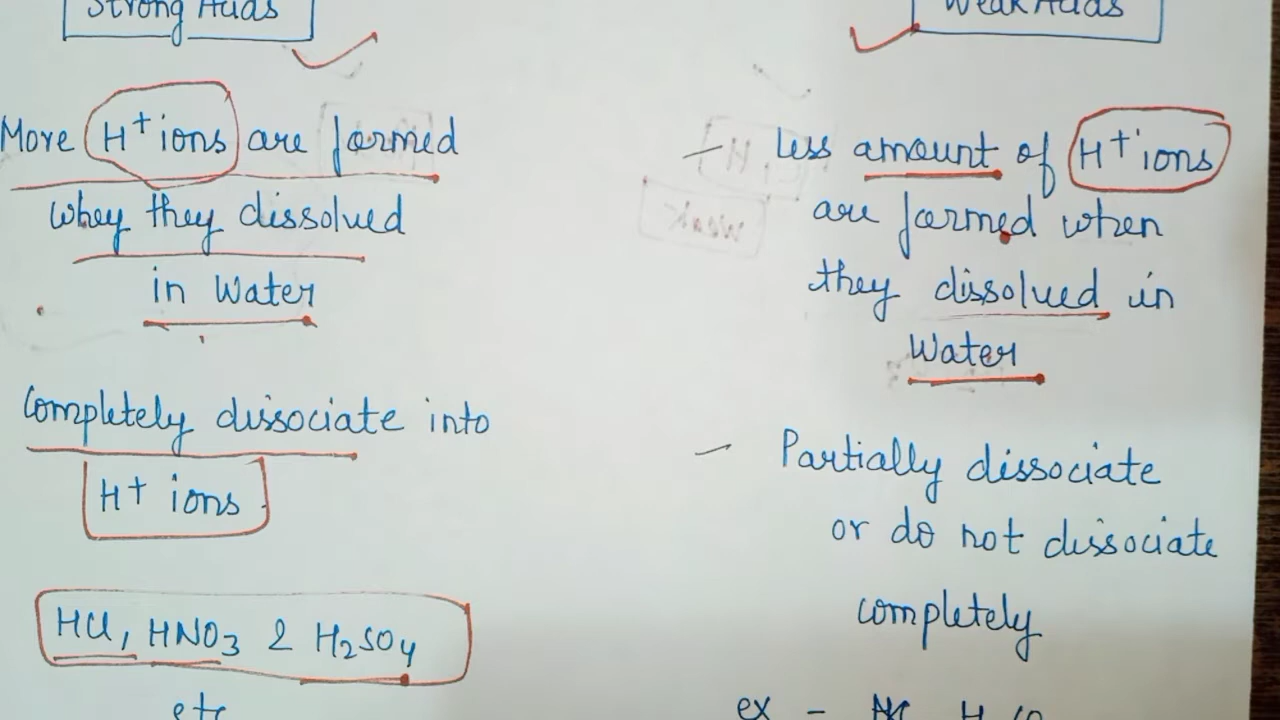 Strong Acids
More H+ ions are formed
whey they dissolved
in Water
Completely dissociate into
H+ ions
HCl, HNO3 & H2SO4
etc
Weak Acids
- less amount of H+ ions
are formed when
they dissolved in
Water
- Partially dissociate
or do not dissociate
completely
ex -